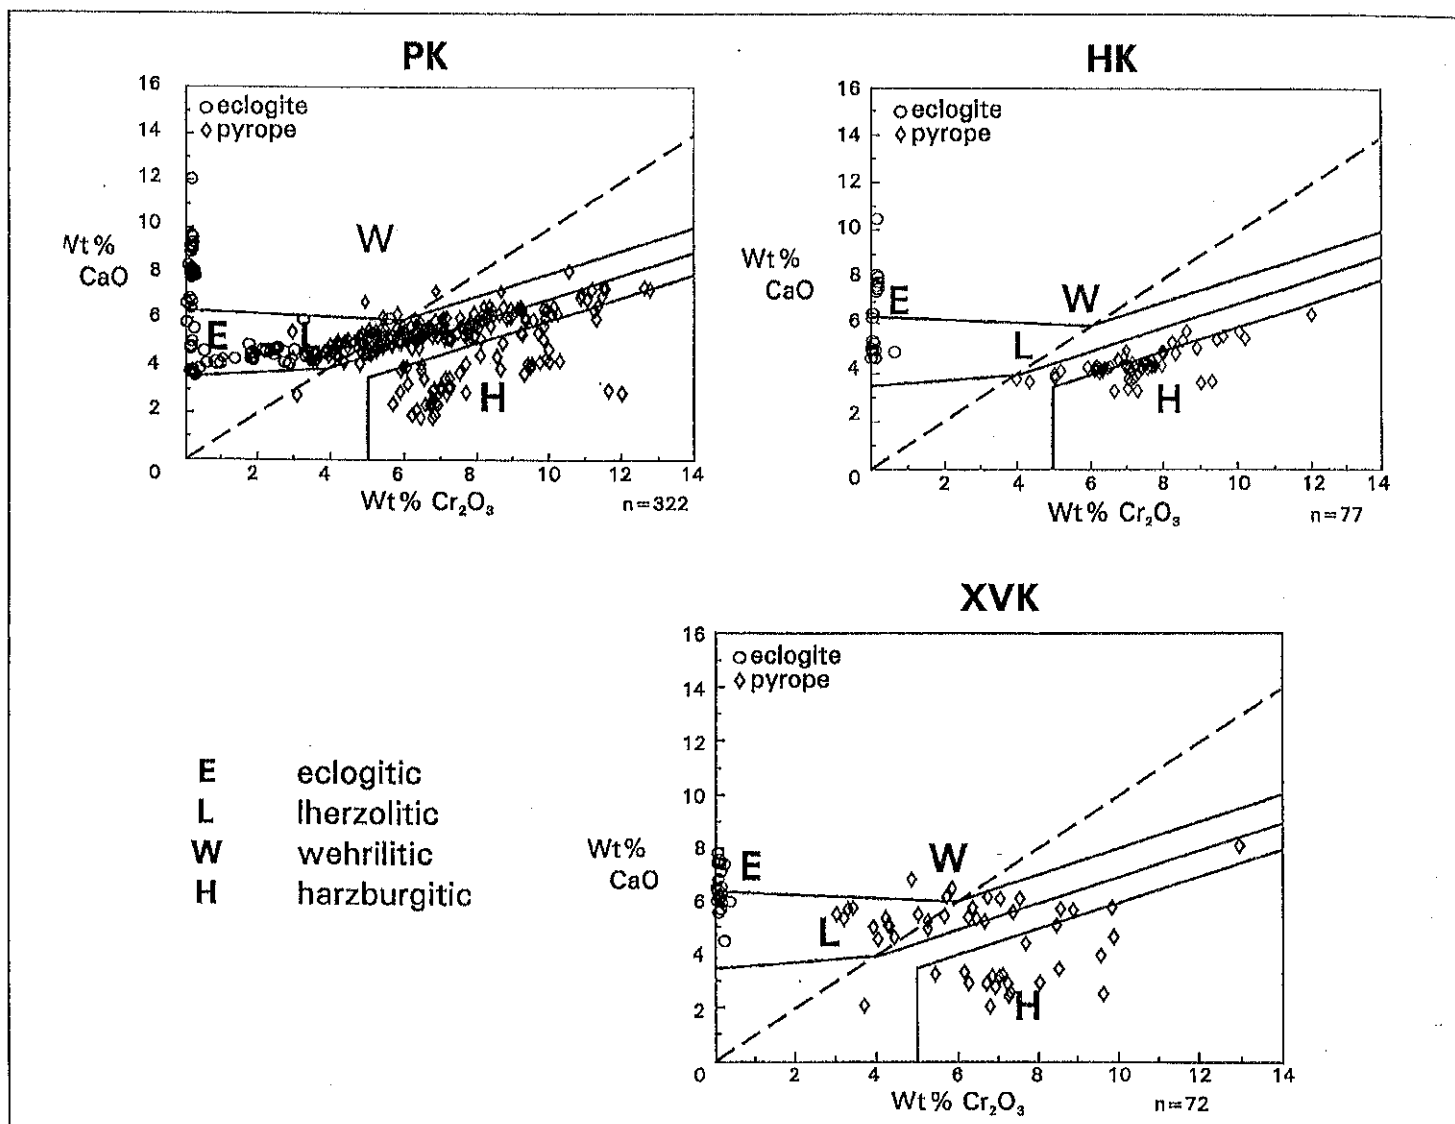 PK
○ eclogite
◊ pyrope
16
14
12
10
8
6
4
2
0
Wt%
CaO
W
E
L
H
2 4 6 8 10 12 14
Wt% Cr₂O₃
n=322
HK
○ eclogite
◊ pyrope
16
14
12
10
8
6
4
2
0
Wt%
CaO
E
W
L
H
2 4 6 8 10 12 14
Wt% Cr₂O₃
n=77
XVK
○ eclogite
◊ pyrope
16
14
12
10
8
6
4
2
0
Wt%
CaO
E
W
L
H
2 4 6 8 10 12 14
Wt% Cr₂O₃
n=72
E eclogitic
L lherzolitic
W wehrilitic
H harzburgitic